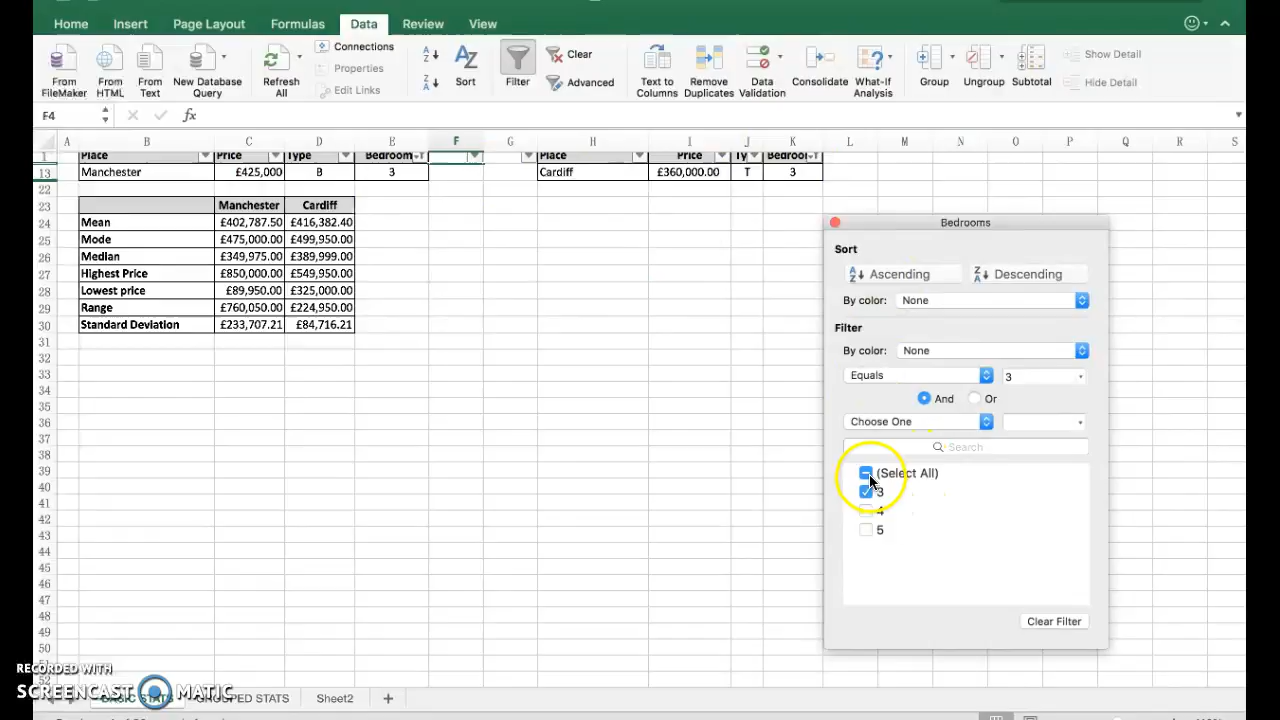 Home Insert Page Layout Formulas Data Review View
Connections
Properties
Edit Links
From FileMaker
From HTML
From Text
New Database Query
Refresh All
Sort
Filter
Clear
Advanced
Text to Columns
Remove Duplicates
Data Validation
Consolidate
What-If Analysis
Group
Ungroup
Subtotal
Show Detail
Hide Detail
F4 fx
A B C D E F G H I J K L M N O P Q R S
1 Place Price Type Bedroom Place Price Ty Bedroo
13 Manchester £425,000 B 3 Cardiff £360,000.00 T 3
22
23 Manchester Cardiff
24 Mean £402,787.50 £416,382.40
25 Mode £475,000.00 £499,950.00
26 Median £349,975.00 £389,999.00
27 Highest Price £850,000.00 £549,950.00
28 Lowest price £89,950.00 £325,000.00
29 Range £760,050.00 £224,950.00
30 Standard Deviation £233,707.21 £84,716.21
31
32
33
34
35
36
37
38
39
40
41
42
43
44
45
46
47
48
49
50
52
Bedrooms
Sort
Ascending Descending
By color: None
Filter
By color: None
Equals 3
And Or
Choose One
Search
(Select All)
3
4
5
Clear Filter
RECORDED WITH
SCREENCAST MATIC
BASIC STATS GROUPED STATS Sheet2 +